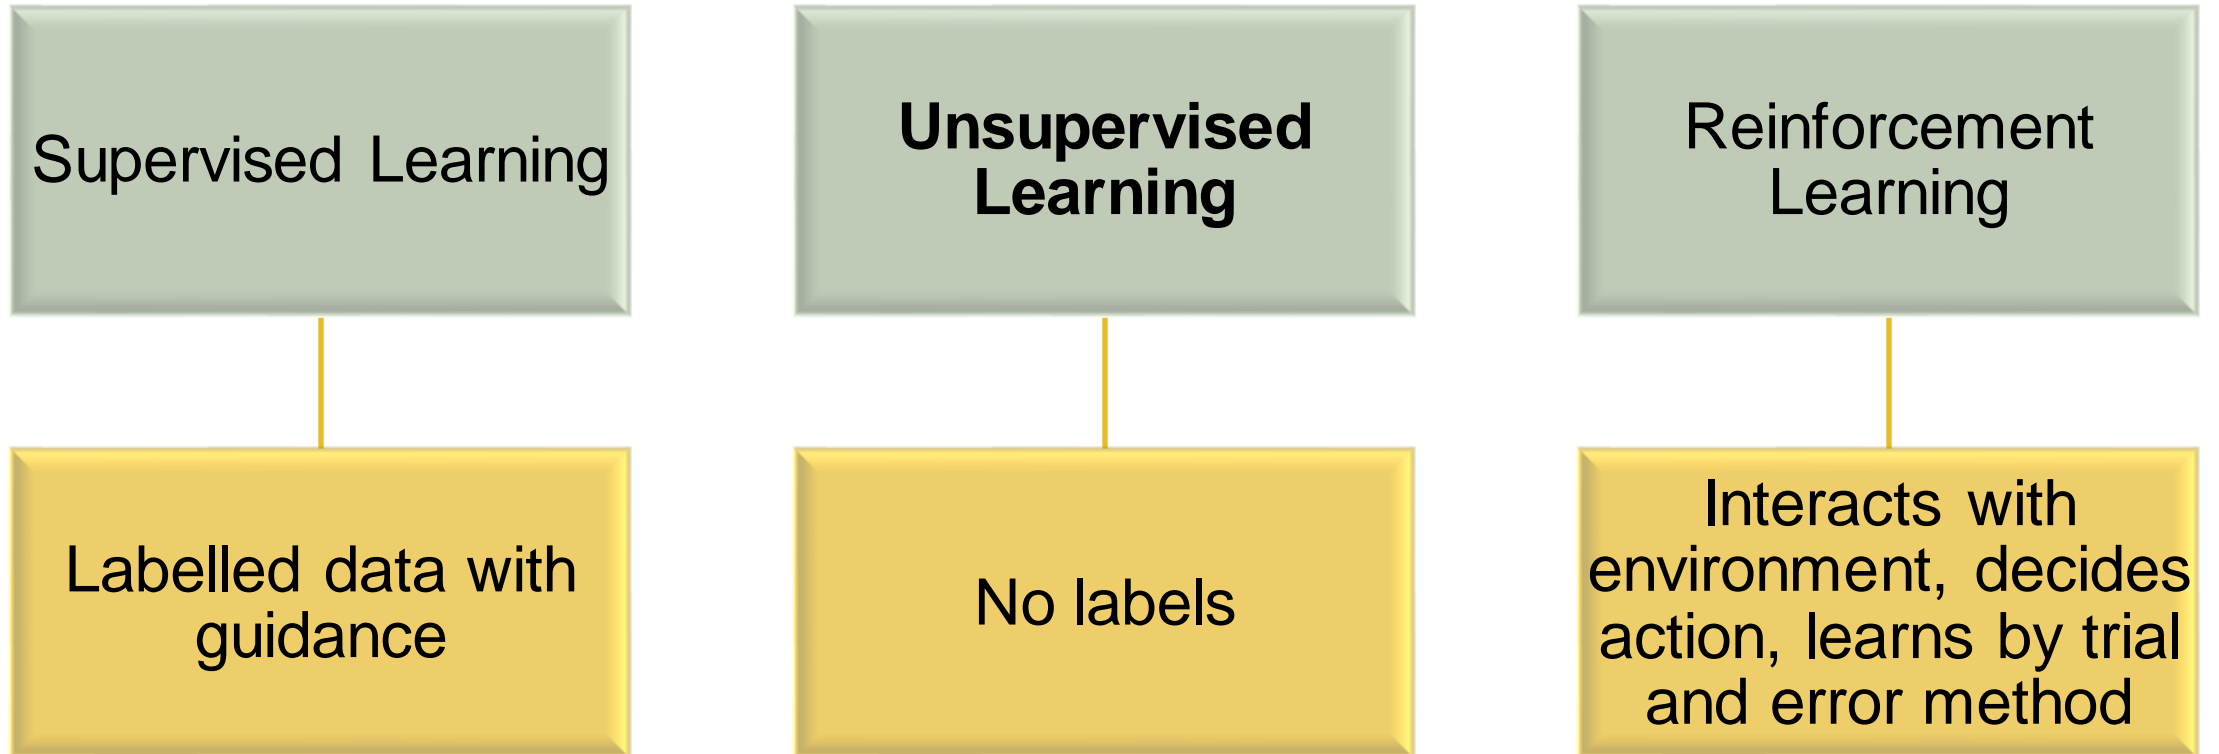 Supervised Learning
Unsupervised
Learning
Reinforcement
Learning
Labelled data with
guidance
No labels
Interacts with
environment, decides
action, learns by trial
and error method